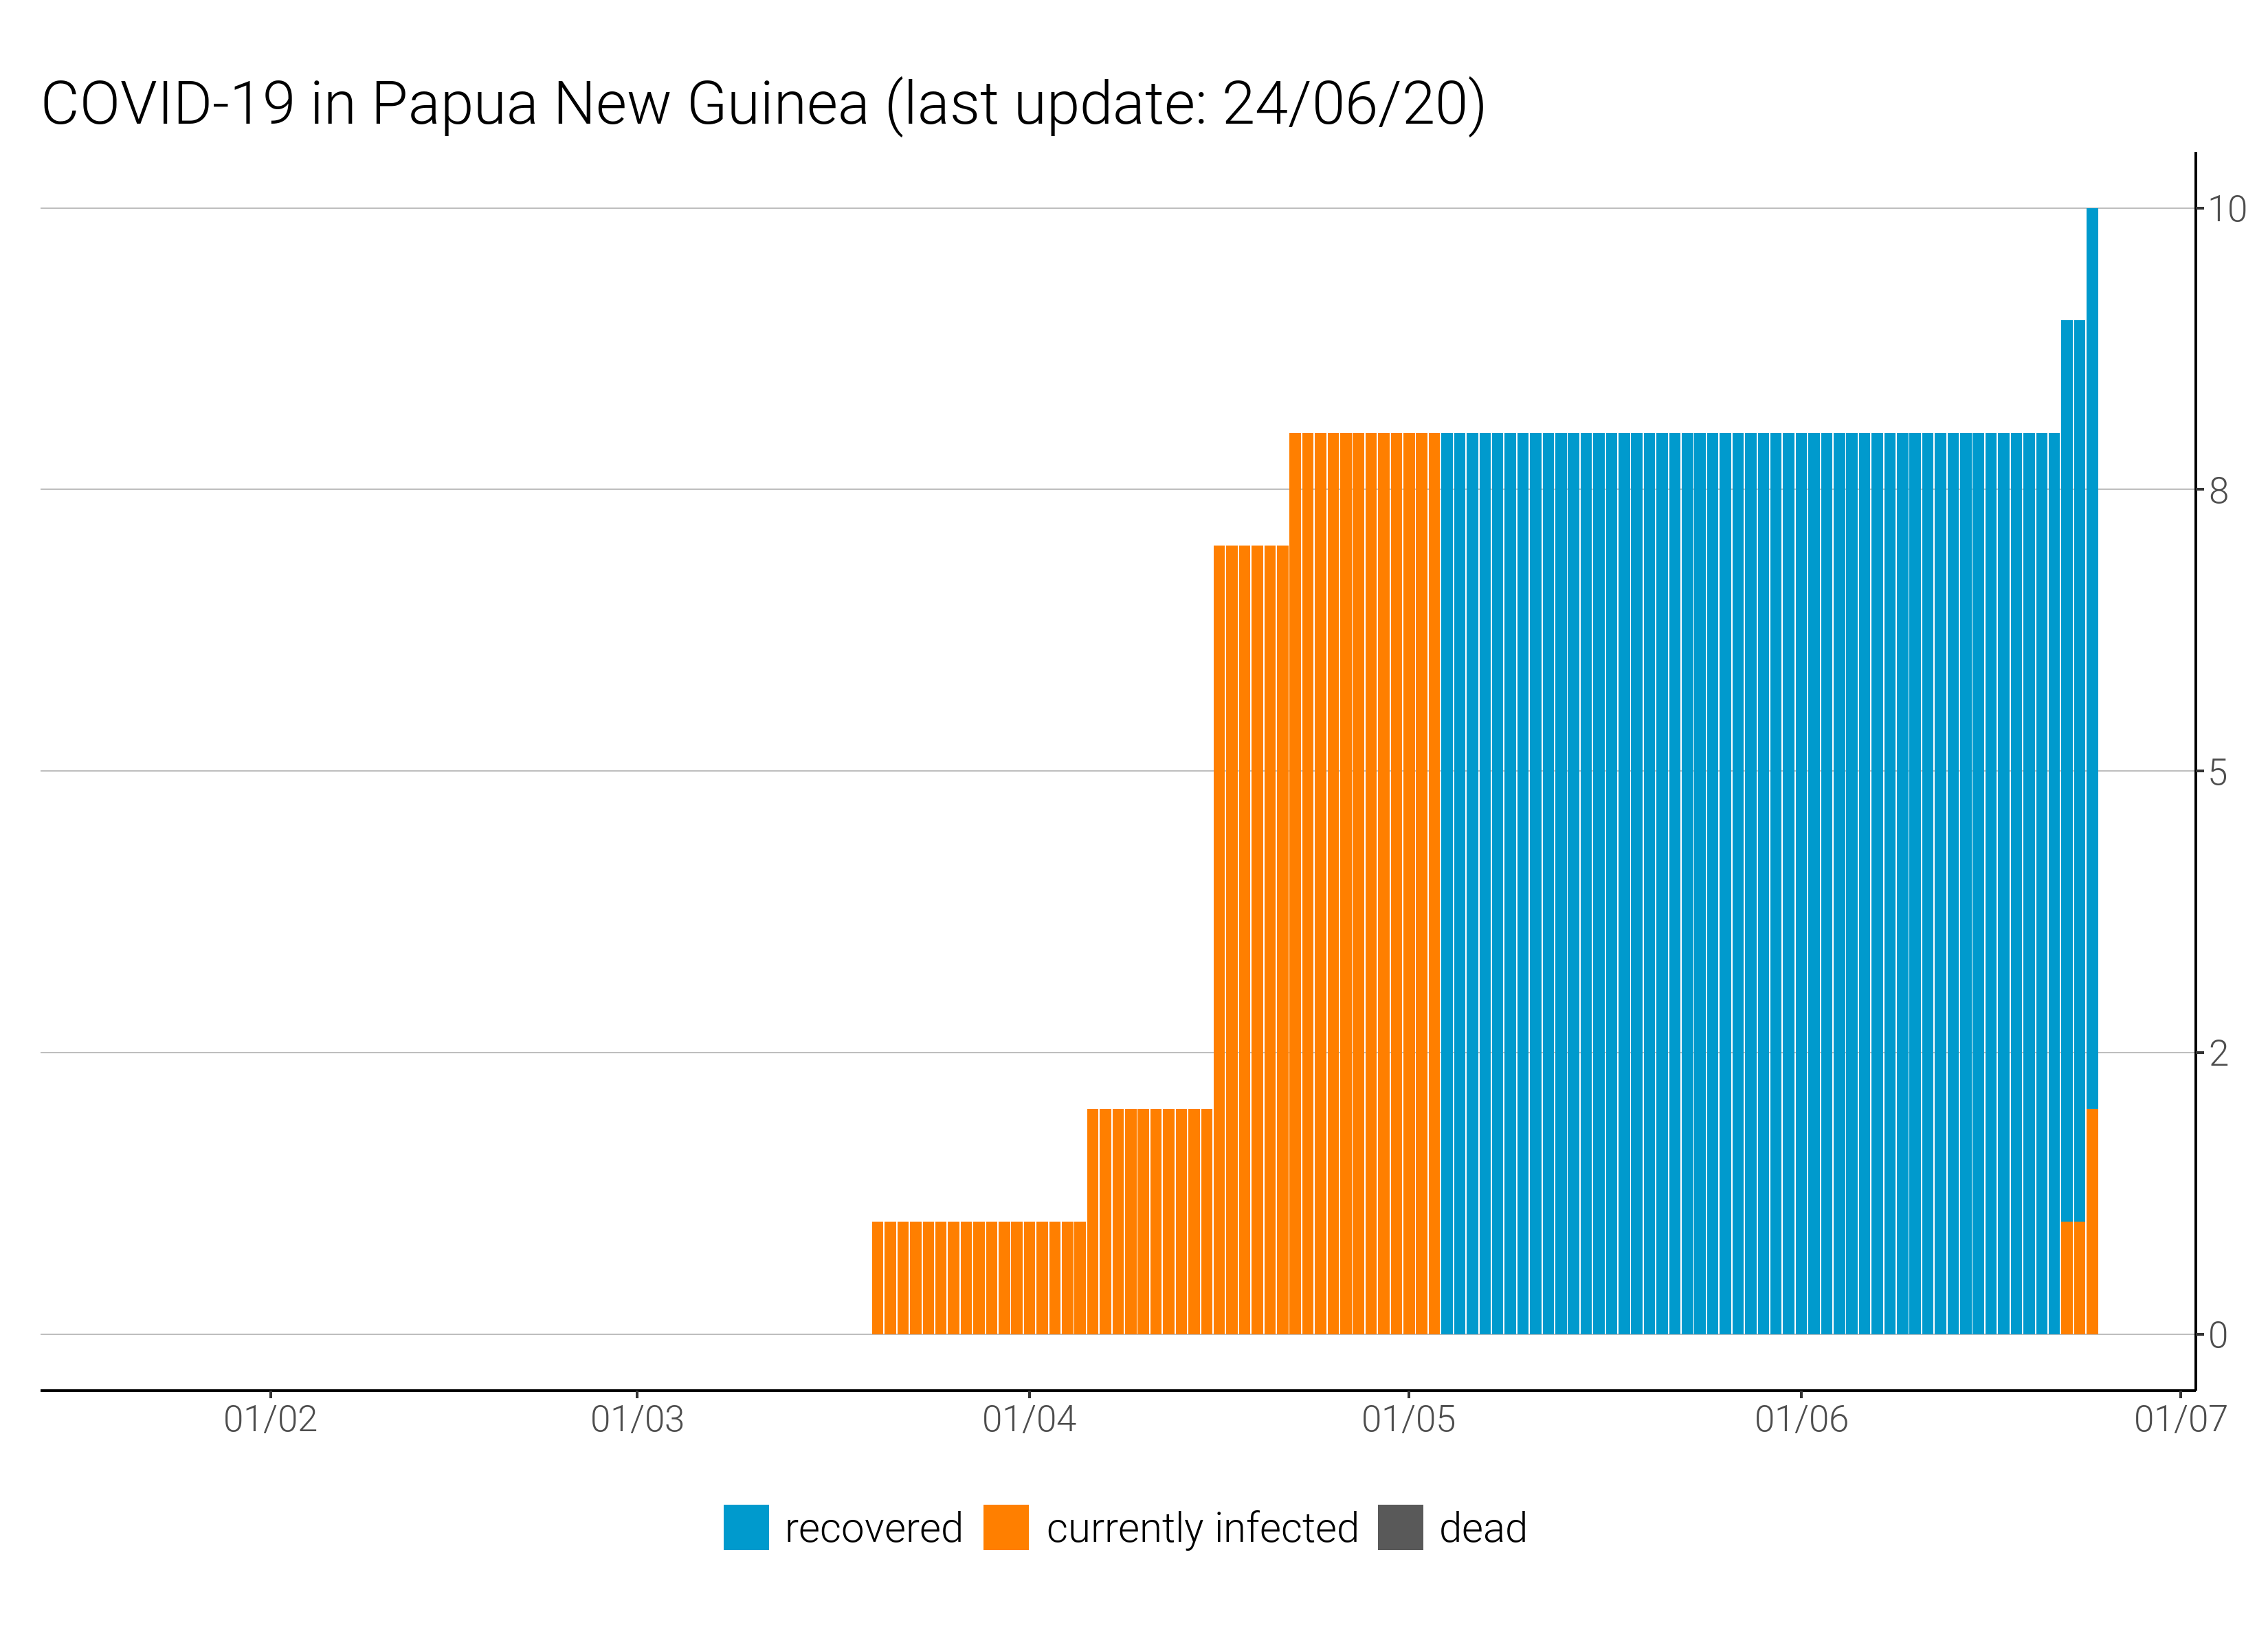 COVID-19 in Papua New Guinea (last update: 24/06/20)
10
8
5
2
0
01/02 01/03 01/04 01/05 01/06 01/07
recovered currently infected dead